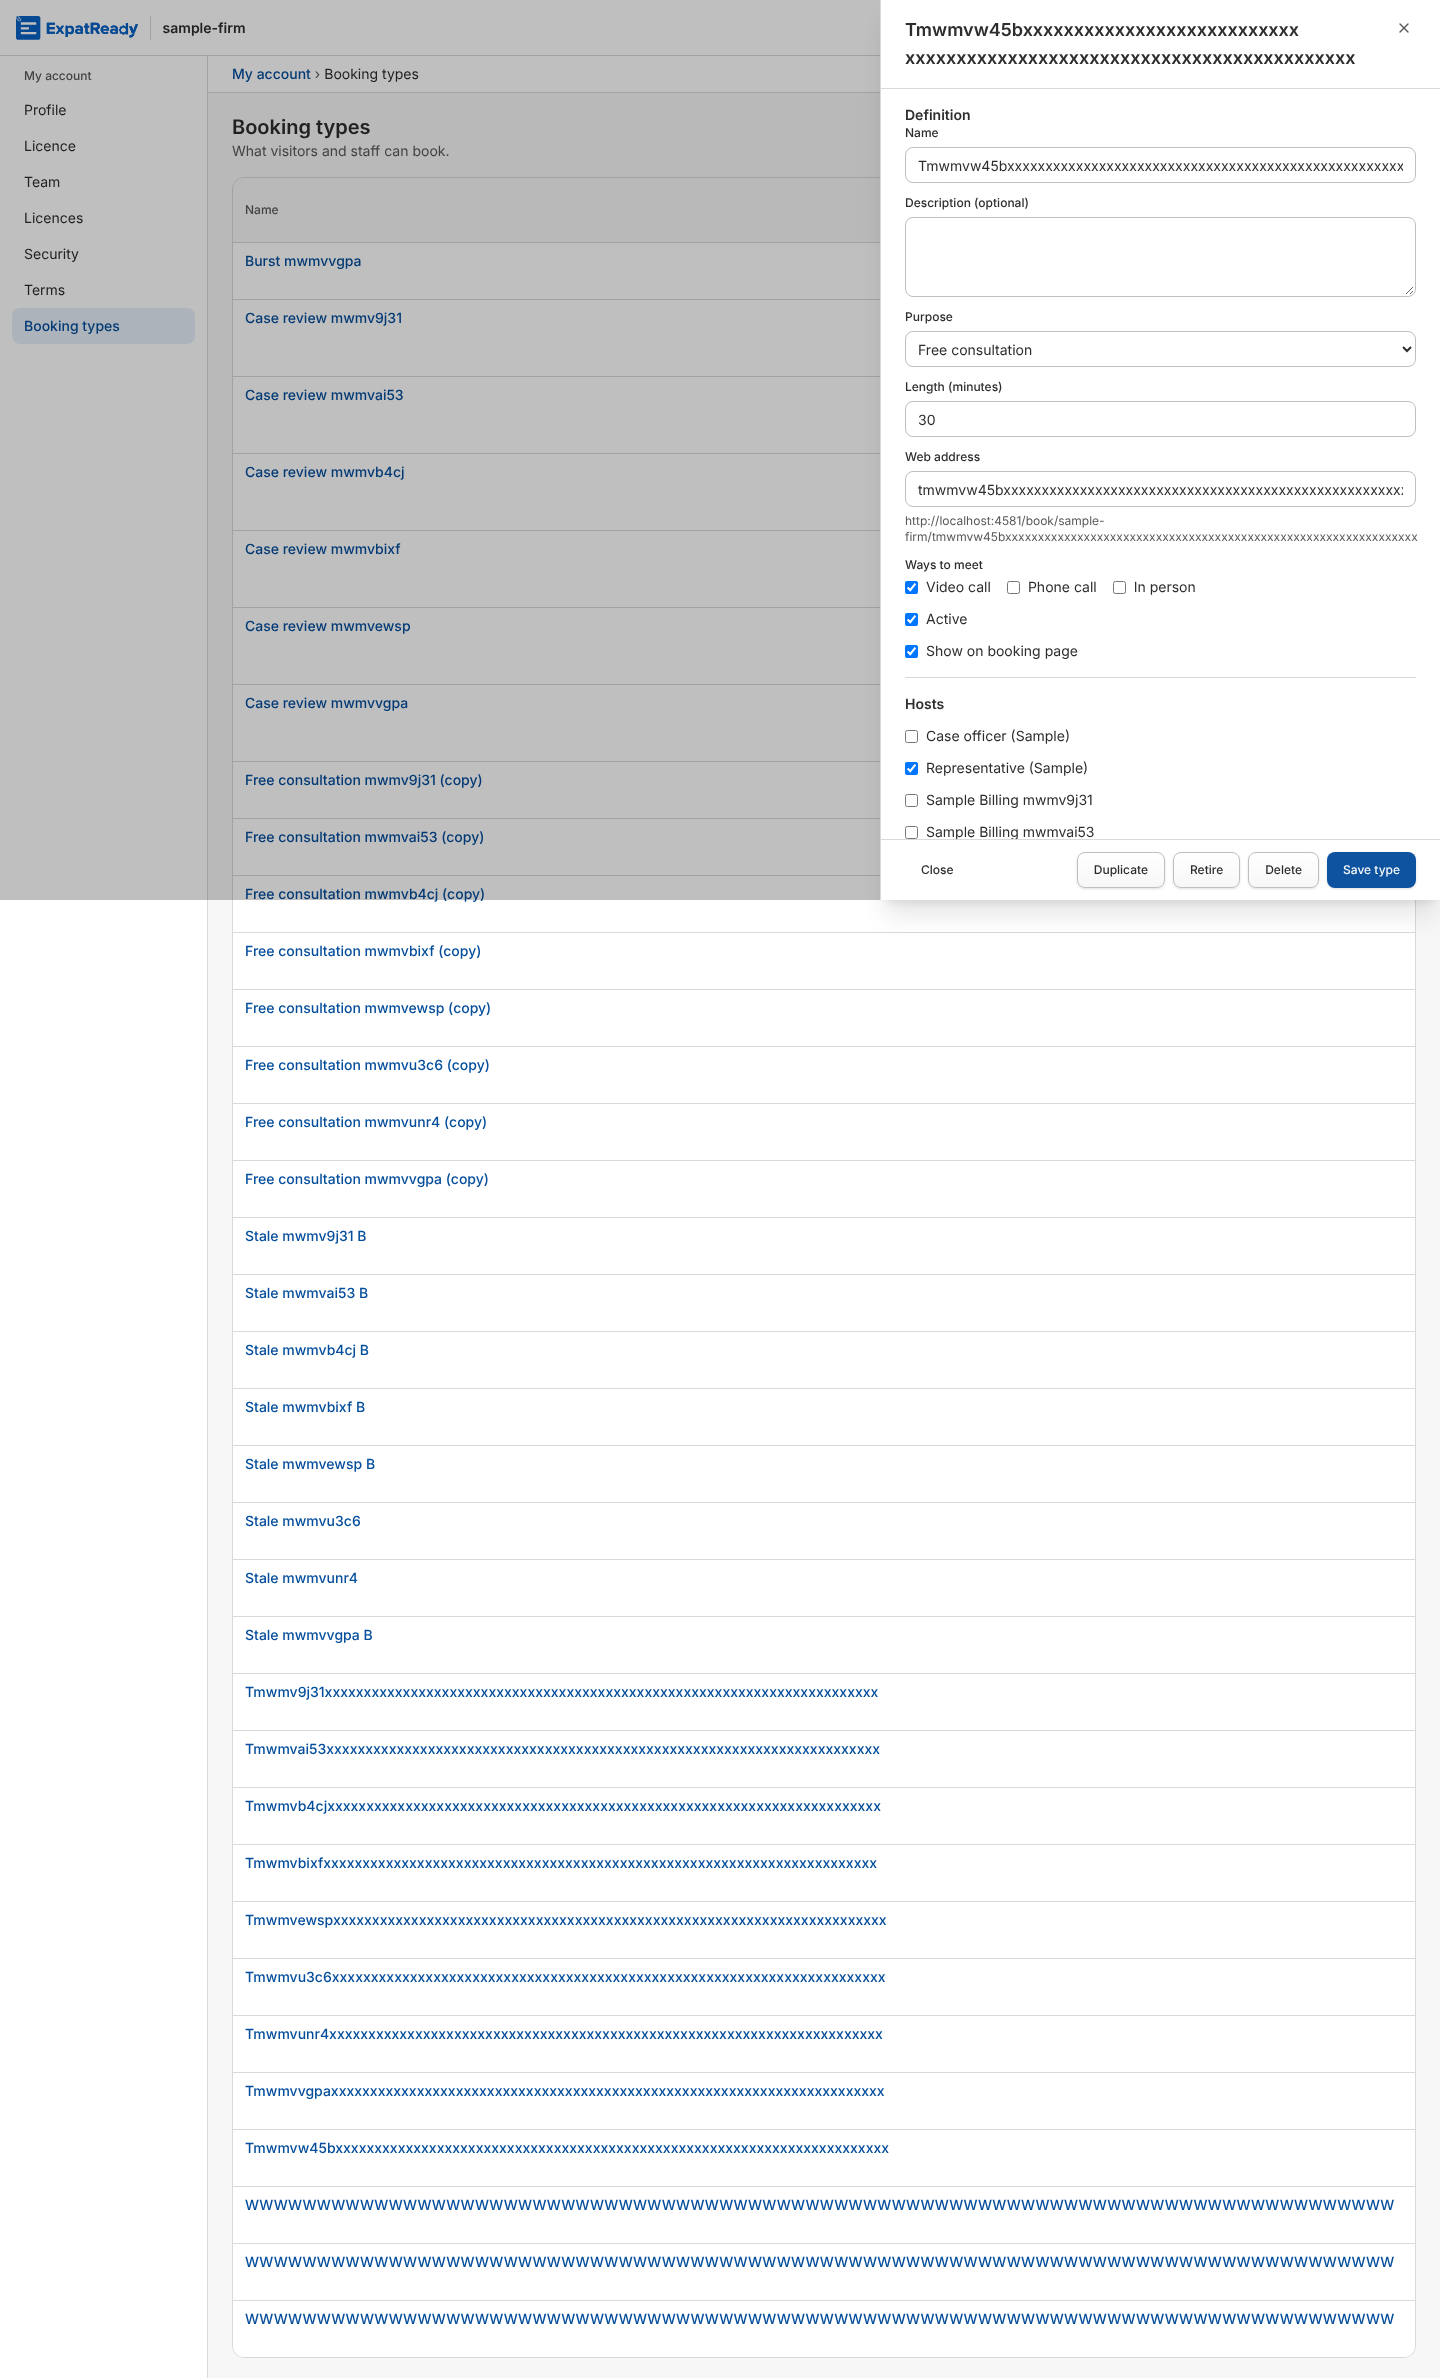 ExpatReady
sample-firm
My account
Profile
Licence
Team
Licences
Security
Terms
Booking types
My account › Booking types
Booking types
What visitors and staff can book.
Name
Burst mwmvvgpa
Case review mwmv9j31
Case review mwmvai53
Case review mwmvb4cj
Case review mwmvbixf
Case review mwmvewsp
Case review mwmvvgpa
Free consultation mwmv9j31 (copy)
Free consultation mwmvai53 (copy)
Free consultation mwmvb4cj (copy)
Free consultation mwmvbixf (copy)
Free consultation mwmvewsp (copy)
Free consultation mwmvu3c6 (copy)
Free consultation mwmvunr4 (copy)
Free consultation mwmvvgpa (copy)
Stale mwmv9j31 B
Stale mwmvai53 B
Stale mwmvb4cj B
Stale mwmvbixf B
Stale mwmvewsp B
Stale mwmvu3c6
Stale mwmvunr4
Stale mwmvvgpa B
Definition
Name
Description (optional)
Purpose
Free consultation
Length (minutes)
30
Web address
http://localhost:4581/book/sample-
Ways to meet
Video call
Phone call
In person
Active
Show on booking page
Hosts
Case officer (Sample)
Representative (Sample)
Sample Billing mwmv9j31
Sample Billing mwmvai53
Close
Duplicate
Retire
Delete
Save type